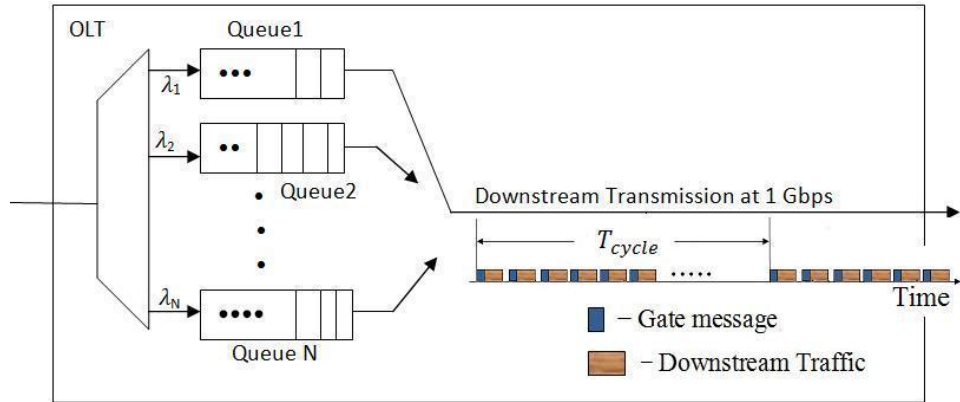 OLT
Queue1
λ1
λ2
Queue2
Downstream Transmission at 1 Gbps
Tcycle
λN
Queue N
Time
– Gate message
– Downstream Traffic